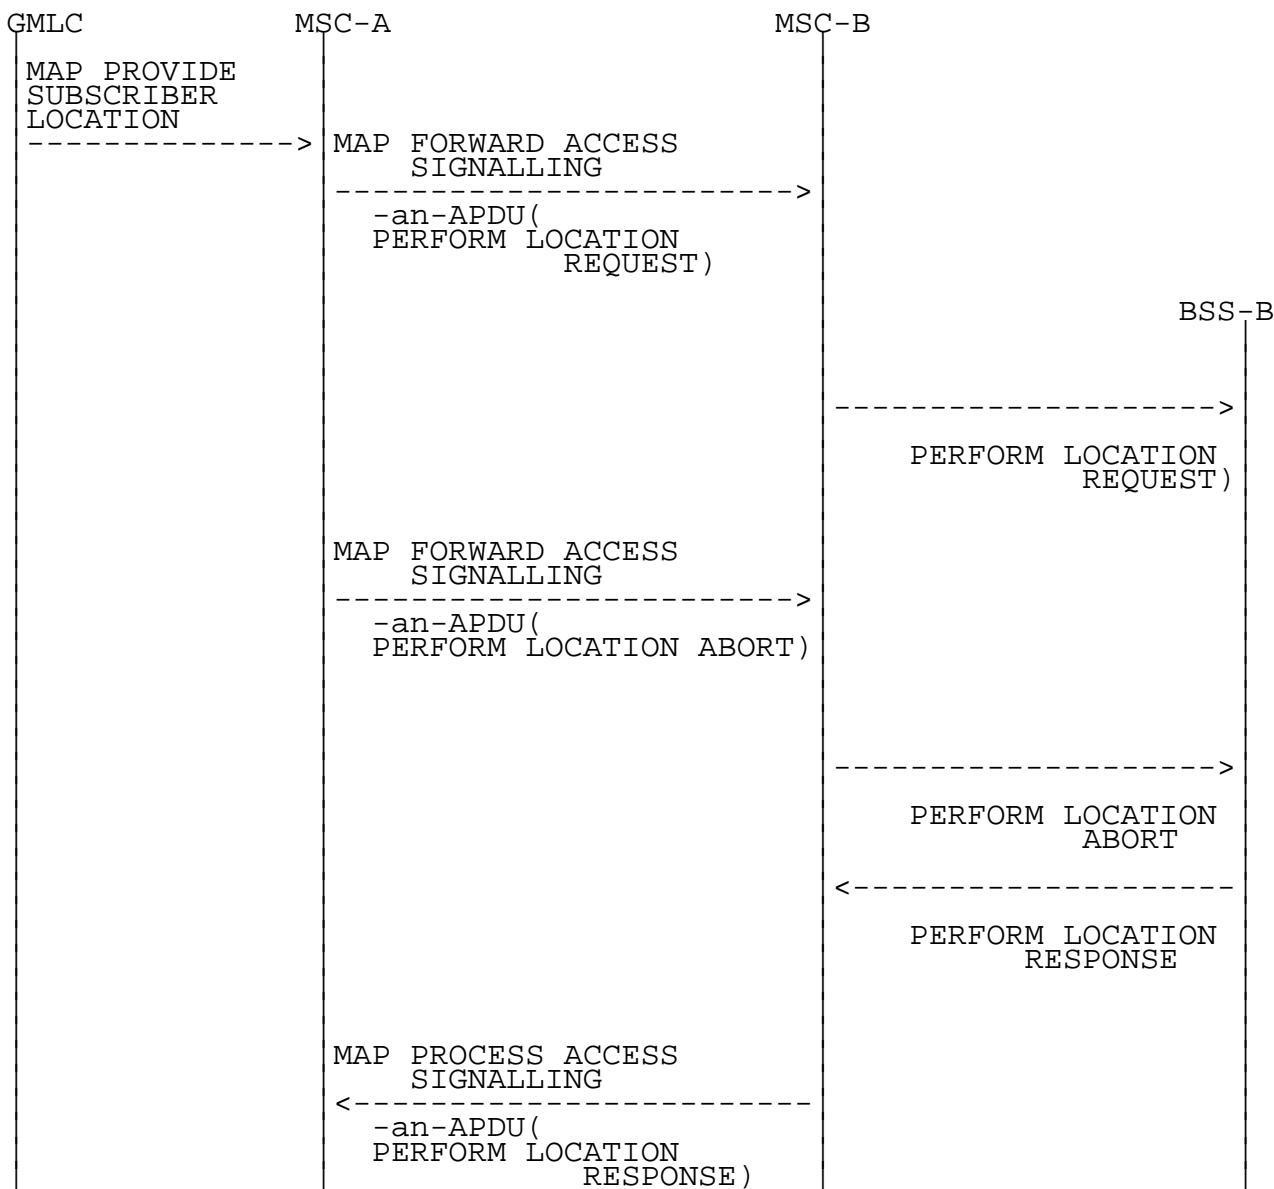 GMLC MSC-A MSC-B
MAP PROVIDE
SUBSCRIBER
LOCATION
MAP FORWARD ACCESS
SIGNALLING
-an-APDU(
PERFORM LOCATION
REQUEST)
BSS-B
PERFORM LOCATION
REQUEST)
MAP FORWARD ACCESS
SIGNALLING
-an-APDU(
PERFORM LOCATION ABORT)
PERFORM LOCATION
ABORT
PERFORM LOCATION
RESPONSE
MAP PROCESS ACCESS
SIGNALLING
-an-APDU(
PERFORM LOCATION
RESPONSE)